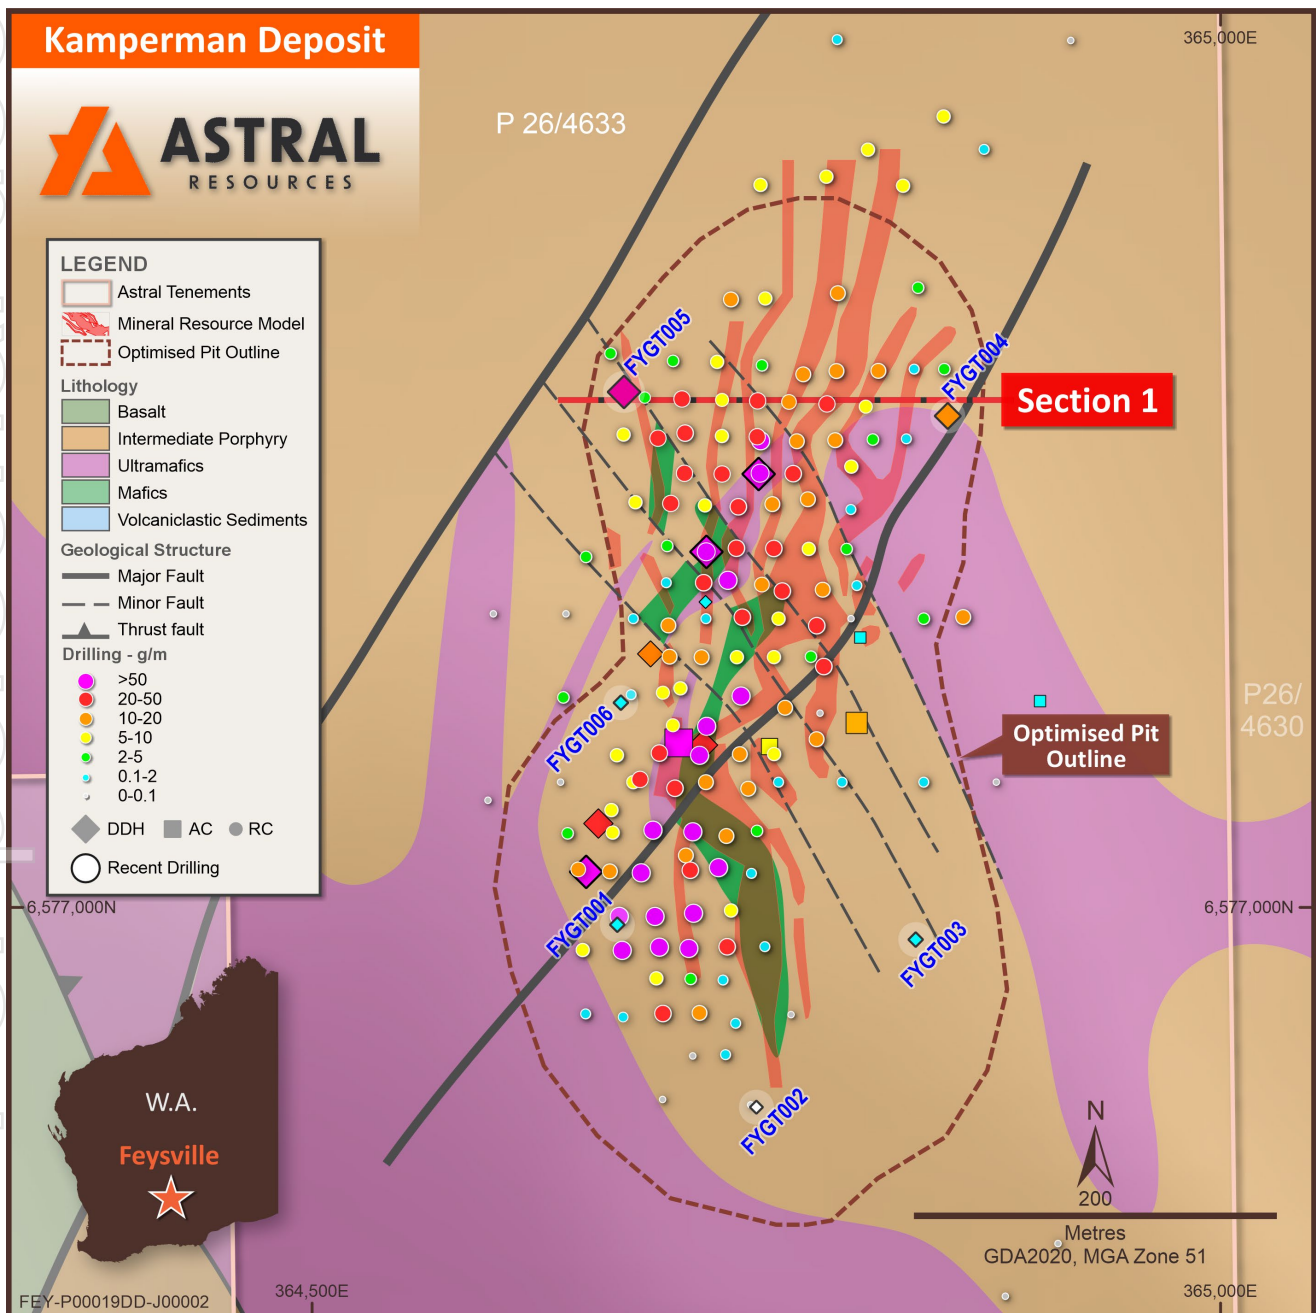 Kamperman Deposit
ASTRAL
RESOURCES
P 26/4633
365,000E
LEGEND
Astral Tenements
Mineral Resource Model
Optimised Pit Outline
Lithology
Basalt
Intermediate Porphyry
Ultramafics
Mafics
Volcaniclastic Sediments
Geological Structure
Major Fault
Minor Fault
Thrust fault
Drilling - g/m
>50
20-50
10-20
5-10
2-5
0.1-2
0-0.1
DDH AC RC
Recent Drilling
FYGT005
FYGT004
Section 1
FYGT006
P26/
4630
Optimised Pit
Outline
FYGT001
FYGT003
6,577,000N
6,577,000N
FYGT002
W.A.
Feysville
N
200
Metres
GDA2020, MGA Zone 51
FEY-P00019DD-J00002
364,500E
365,000E